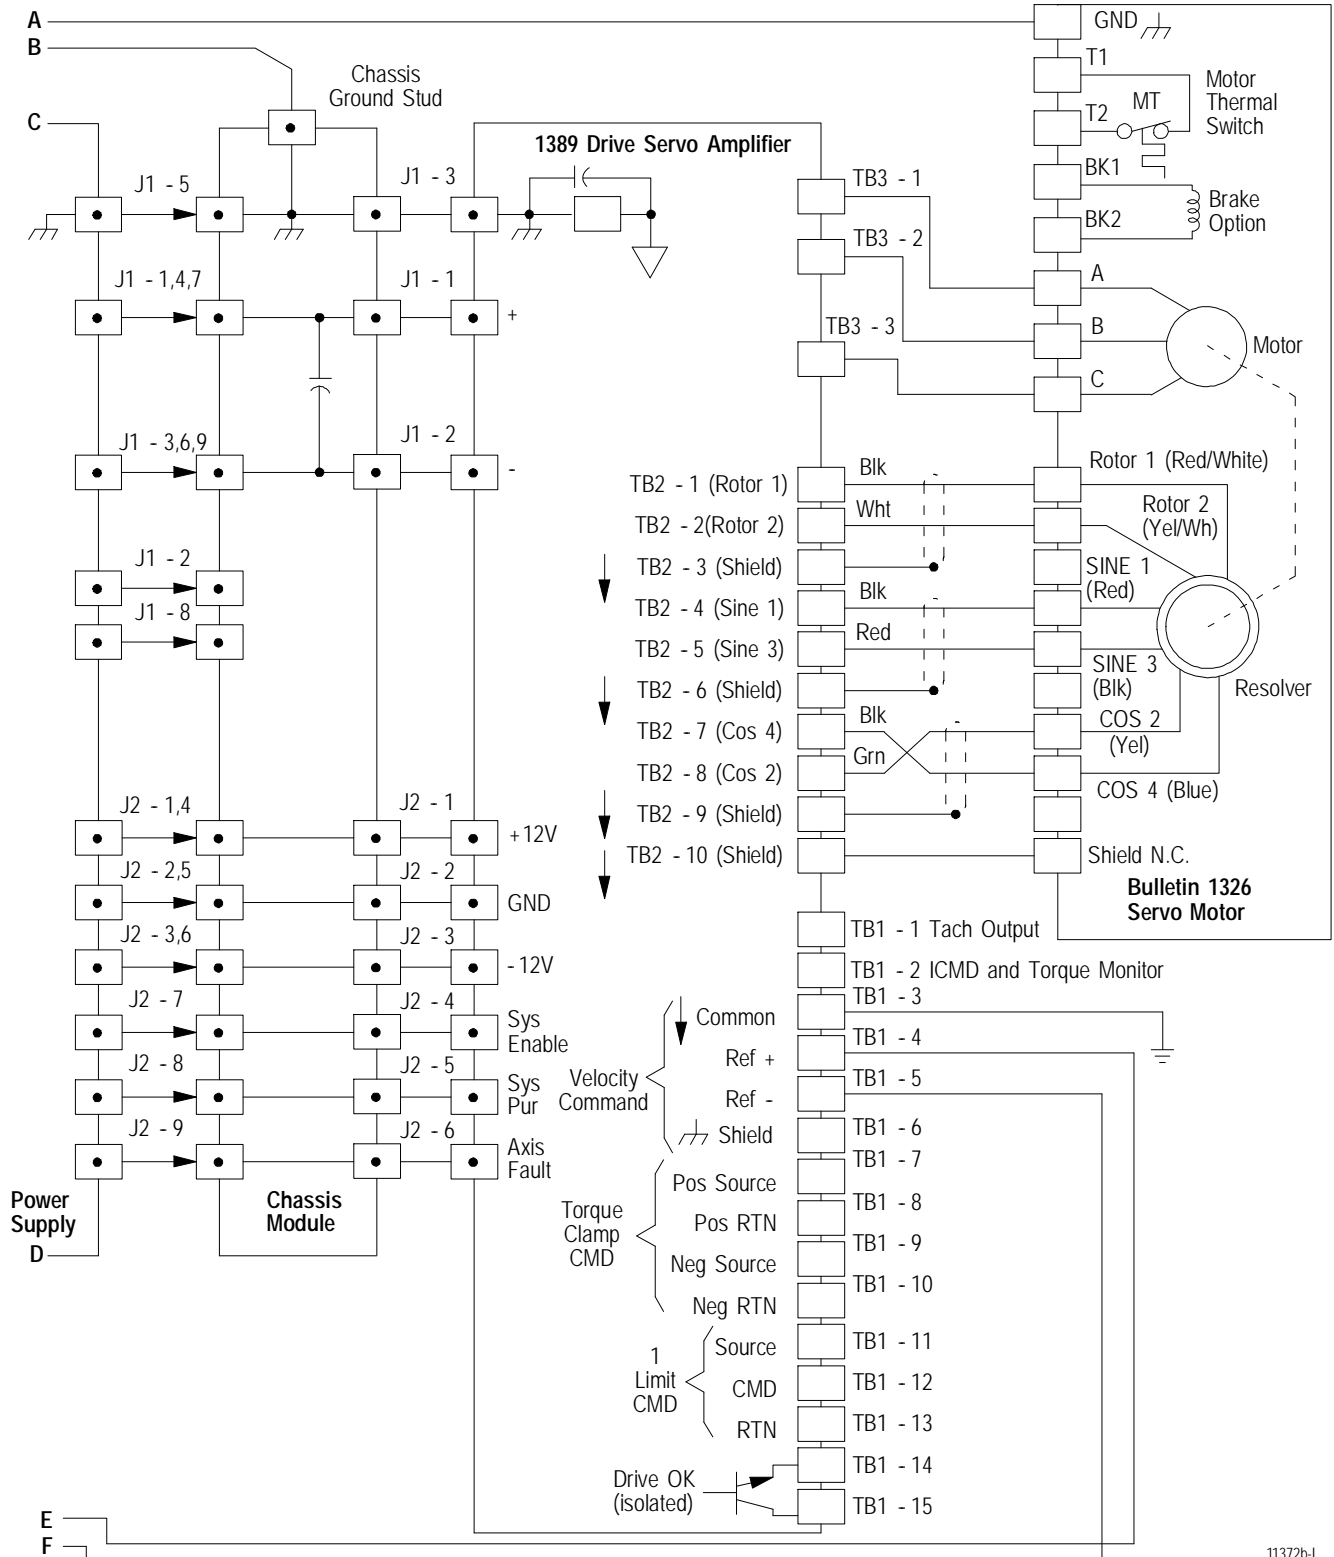 A
B
C
Chassis
Ground Stud
1389 Drive Servo Amplifier
GND
T1
T2
MT
Motor
Thermal
Switch
BK1
BK2
Brake
Option
J1 - 5
J1 - 3
TB3 - 1
TB3 - 2
TB3 - 3
A
B
C
Motor
J1 - 1,4,7
J1 - 1
+
J1 - 3,6,9
J1 - 2
-
J1 - 2
J1 - 8
TB2 - 1 (Rotor 1)
Blk
Rotor 1 (Red/White)
TB2 - 2(Rotor 2)
Wht
Rotor 2
(Yel/Wh)
TB2 - 3 (Shield)
SINE 1
(Red)
TB2 - 4 (Sine 1)
Blk
TB2 - 5 (Sine 3)
Red
SINE 3
(Blk)
TB2 - 6 (Shield)
Resolver
TB2 - 7 (Cos 4)
Blk
COS 2
(Yel)
TB2 - 8 (Cos 2)
Grn
COS 4 (Blue)
TB2 - 9 (Shield)
TB2 - 10 (Shield)
Shield N.C.
Bulletin 1326
Servo Motor
J2 - 1,4
J2 - 1
+12V
J2 - 2,5
J2 - 2
GND
J2 - 3,6
J2 - 3
-12V
J2 - 7
J2 - 4
Sys
Enable
J2 - 8
J2 - 5
Sys
Pur
J2 - 9
J2 - 6
Axis
Fault
Power
Supply
D
Chassis
Module
TB1 - 1 Tach Output
TB1 - 2 ICMD and Torque Monitor
TB1 - 3
Common
TB1 - 4
Ref +
TB1 - 5
Ref -
Velocity
Command
TB1 - 6
Shield
TB1 - 7
Pos Source
TB1 - 8
Pos RTN
TB1 - 9
Neg Source
TB1 - 10
Neg RTN
Torque
Clamp
CMD
Source
TB1 - 11
CMD
TB1 - 12
RTN
TB1 - 13
1
Limit
CMD
TB1 - 14
Drive OK
(isolated)
TB1 - 15
E
F
11372b-L